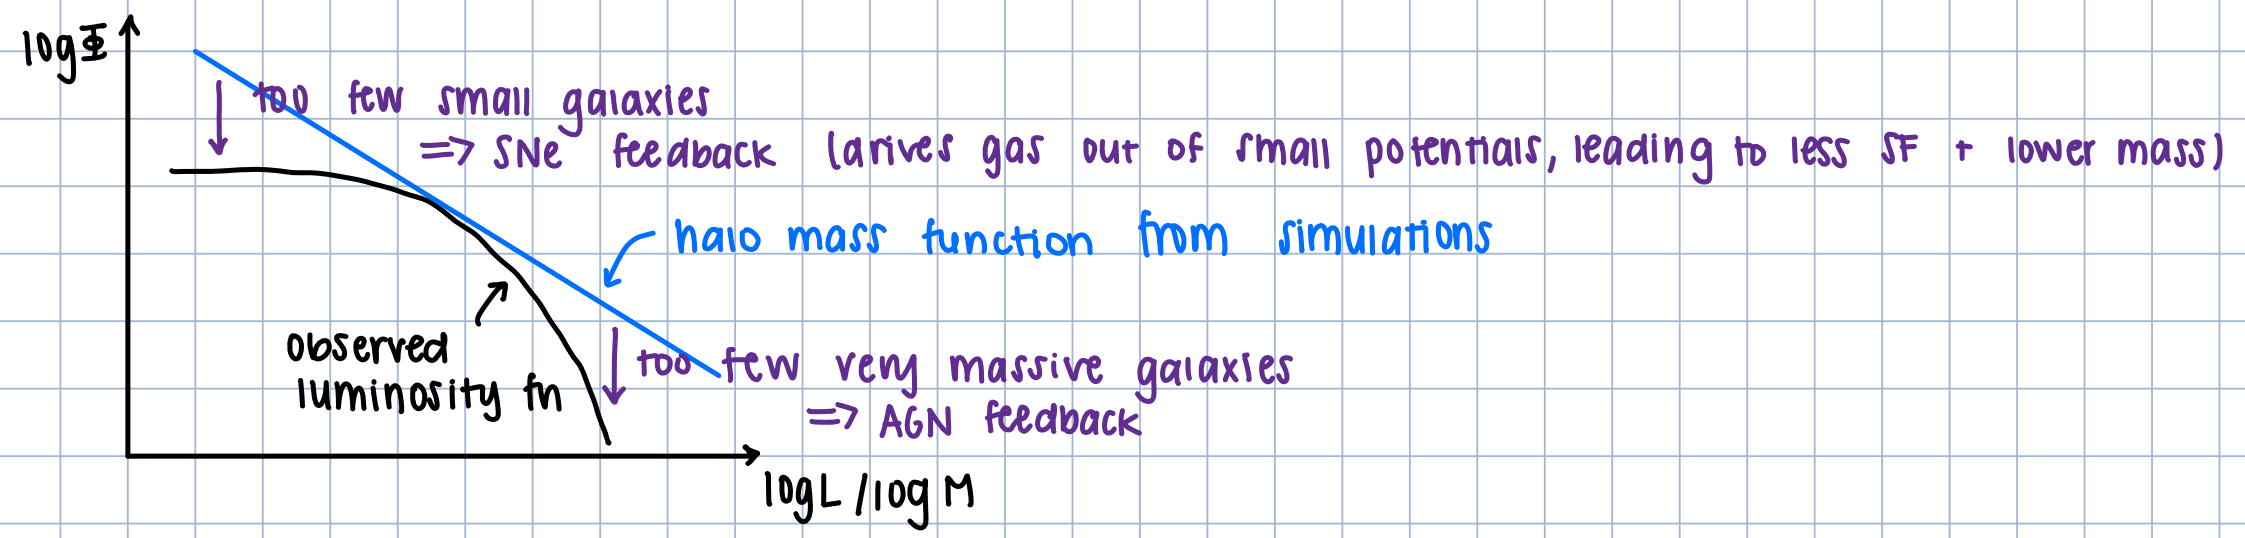 log Φ
too few small galaxies
=> SNe feedback (drives gas out of small potentials, leading to less SF + lower mass)
halo mass function from simulations
observed
luminosity fn
too few very massive galaxies
=> AGN feedback
log L / log M